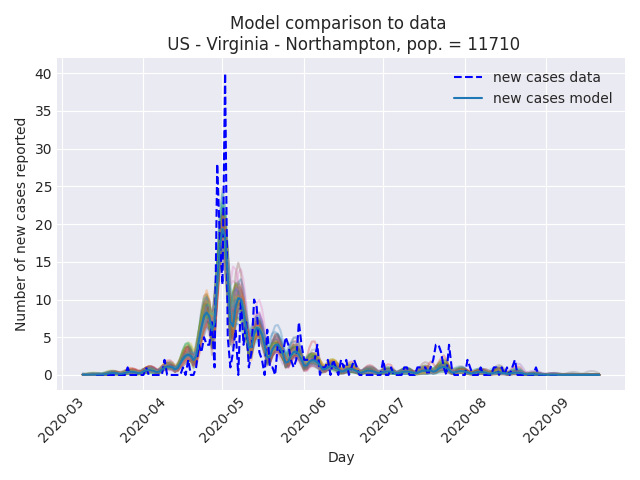 Model comparison to data
US - Virginia - Northampton, pop. = 11710
new cases data
new cases model
Number of new cases reported
40
35
30
25
20
15
10
5
0
2020-03
2020-04
2020-05
2020-06
2020-07
2020-08
2020-09
Day